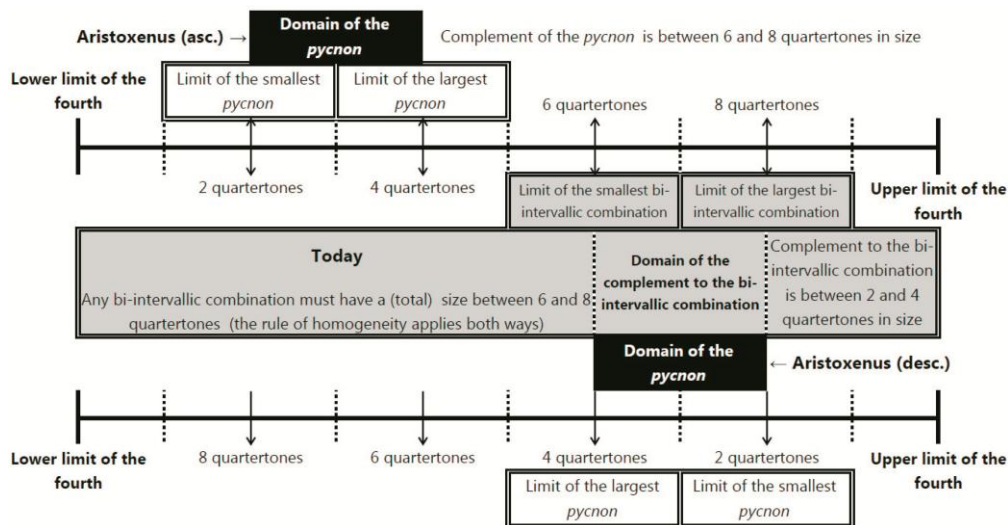 Domain of the
pycnon
Aristoxenus (asc.) →
Complement of the pycnon is between 6 and 8 quartertones in size
Lower limit of the
fourth
Limit of the smallest
pycnon
Limit of the largest
pycnon
6 quartertones
8 quartertones
2 quartertones
4 quartertones
Limit of the smallest bi-
intervallic combination
Limit of the largest bi-
intervallic combination
Upper limit of the
fourth
Today
Any bi-intervallic combination must have a (total) size between 6 and 8
quartertones (the rule of homogeneity applies both ways)
Domain of the
complement to the bi-
intervallic combination
Complement to the bi-
intervallic combination
is between 2 and 4
quartertones in size
Domain of the
pycnon
← Aristoxenus (desc.)
Lower limit of the
fourth
8 quartertones
6 quartertones
4 quartertones
2 quartertones
Upper limit of the
fourth
Limit of the largest
pycnon
Limit of the smallest
pycnon